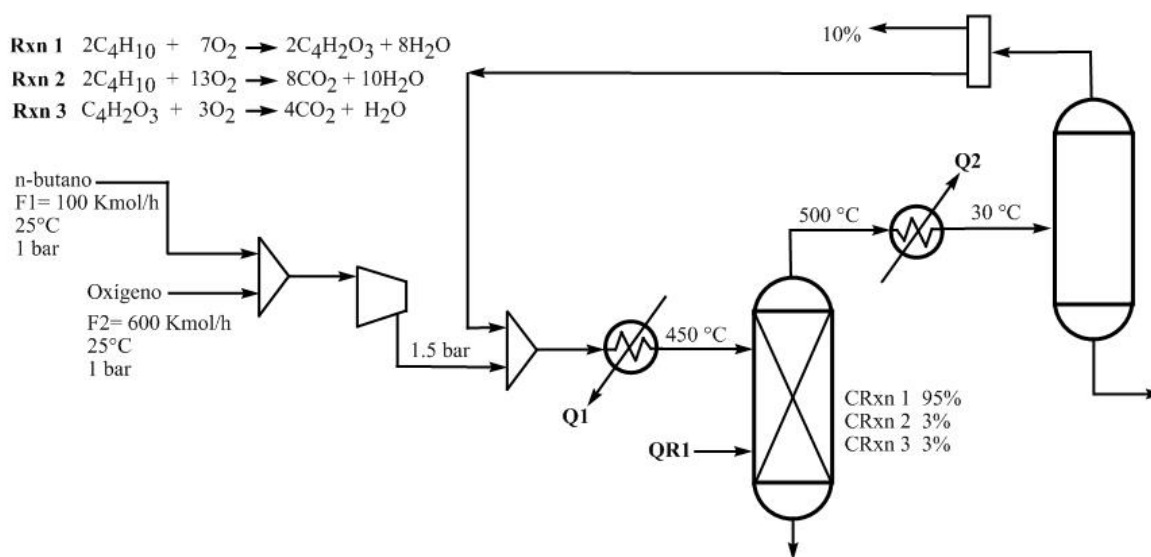 Rxn 1 2C4H10 + 7O2 → 2C4H2O3 + 8H2O
Rxn 2 2C4H10 + 13O2 → 8CO2 + 10H2O
Rxn 3 C4H2O3 + 3O2 → 4CO2 + H2O
10%
n-butano
F1= 100 Kmol/h
25°C
1 bar
Oxígeno
F2= 600 Kmol/h
25°C
1 bar
1.5 bar
Q1
450 °C
QR1
500 °C
Q2
30 °C
CRxn 1 95%
CRxn 2 3%
CRxn 3 3%